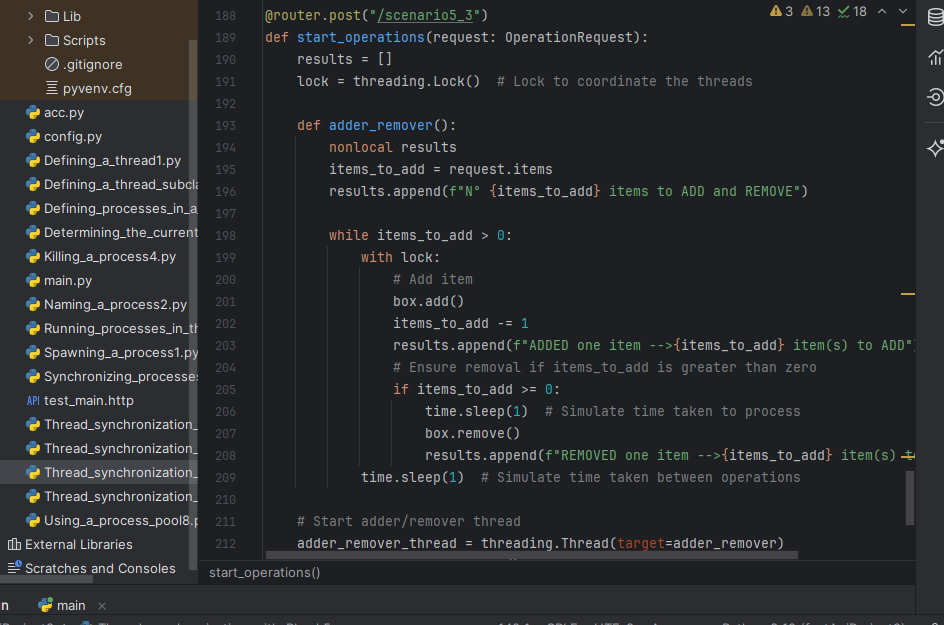 Lib
Scripts
.gitignore
pyvenv.cfg
acc.py
config.py
Defining_a_thread1.py
Defining_a_thread_subcla
Defining_processes_in_a
Determining_the_current
Killing_a_process4.py
main.py
Naming_a_process2.py
Running_processes_in_th
Spawning_a_process1.py
Synchronizing_processes
API test_main.http
Thread_synchronization_
Thread_synchronization_
Thread_synchronization_
Thread_synchronization_
Using_a_process_pool8.p
External Libraries
Scratches and Consoles
3 13 18
188 @router.post("/scenario5_3")
189 def start_operations(request: OperationRequest):
190     results = []
191     lock = threading.Lock()  # Lock to coordinate the threads
192
193     def adder_remover():
194         nonlocal results
195         items_to_add = request.items
196         results.append(f"N° {items_to_add} items to ADD and REMOVE")
197
198         while items_to_add > 0:
199             with lock:
200                 # Add item
201                 box.add()
202                 items_to_add -= 1
203                 results.append(f"ADDED one item -->{items_to_add} item(s) to ADD"
204                 # Ensure removal if items_to_add is greater than zero
205                 if items_to_add >= 0:
206                     time.sleep(1)  # Simulate time taken to process
207                     box.remove()
208                     results.append(f"REMOVED one item -->{items_to_add} item(s)
209             time.sleep(1)  # Simulate time taken between operations
210
211     # Start adder/remover thread
212     adder_remover_thread = threading.Thread(target=adder_remover)
start_operations()
n
main ×